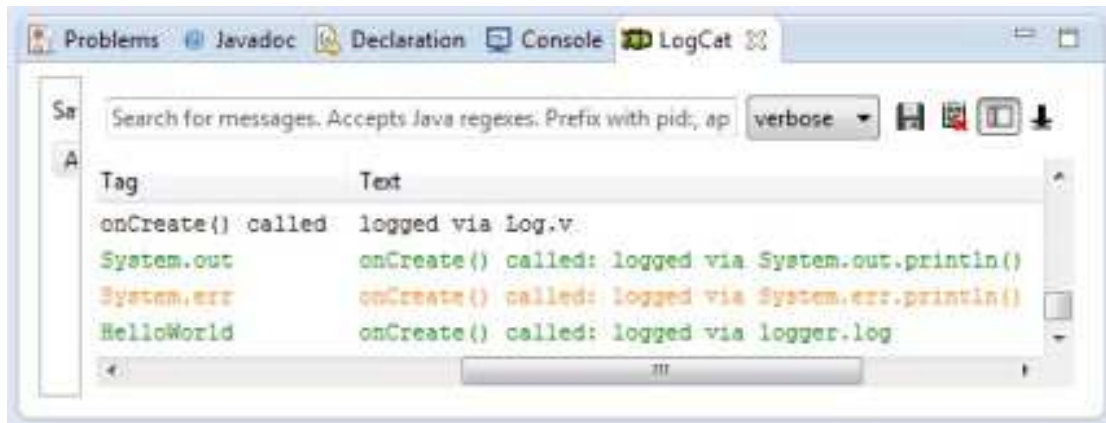 Problems Javadoc Declaration Console LogCat
Sa
Search for messages. Accepts Java regexes. Prefix with pid:, ap verbose
A
Tag Text
onCreate() called logged via Log.v
System.out onCreate() called: logged via System.out.println()
System.err onCreate() called: logged via System.err.println()
HelloWorld onCreate() called: logged via logger.log